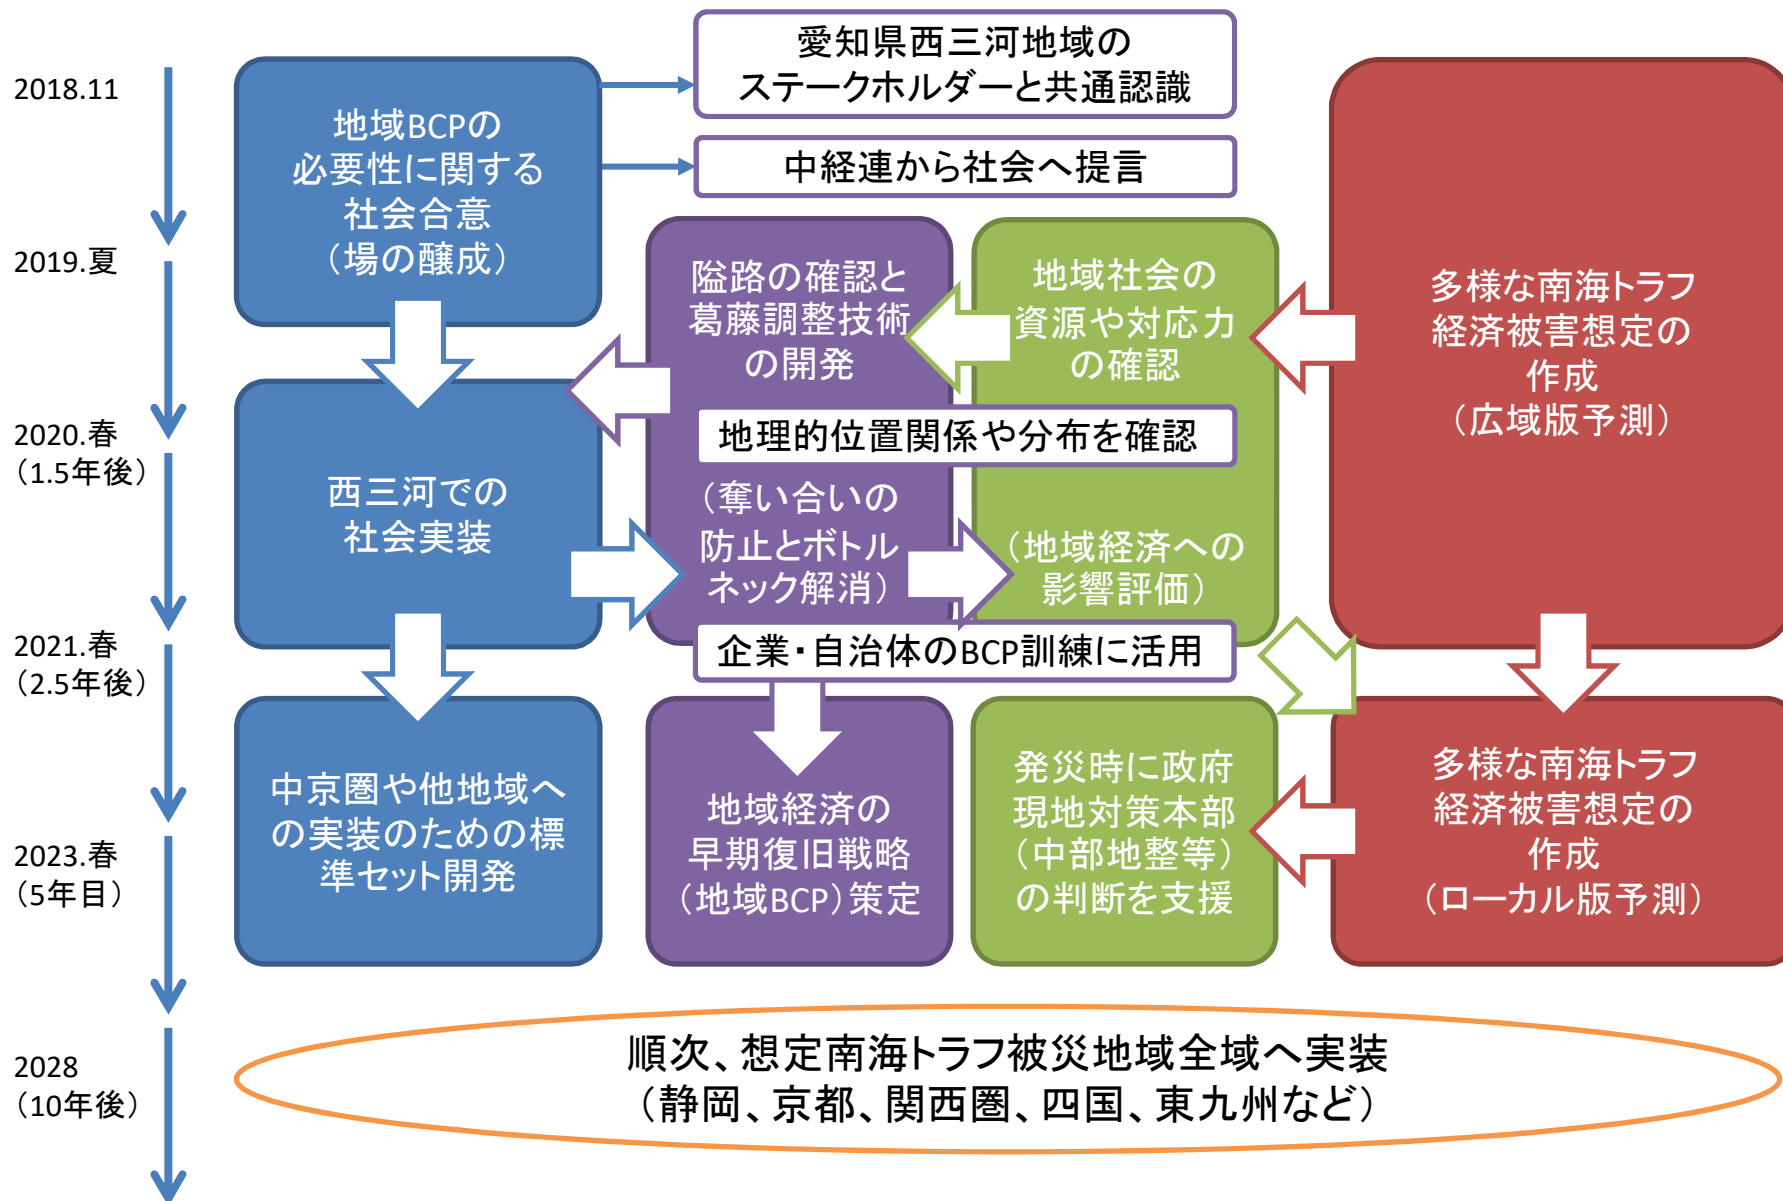 2018.11
2019.夏
2020.春
（1.5年後）
2021.春
（2.5年後）
2023.春
（5年目）
2028
（10年後）
地域BCPの
必要性に関する
社会合意
（場の醸成）
愛知県西三河地域の
ステークホルダーと共通認識
中経連から社会へ提言
西三河での
社会実装
中京圏や他地域へ
の実装のための標
準セット開発
隘路の確認と
葛藤調整技術
の開発
地域社会の
資源や対応力
の確認
地理的位置関係や分布を確認
（奪い合いの
防止とボトル
ネック解消）
（地域経済への
影響評価）
企業・自治体のBCP訓練に活用
地域経済の
早期復旧戦略
（地域BCP）策定
発災時に政府
現地対策本部
（中部地整等）
の判断を支援
多様な南海トラフ
経済被害想定の
作成
（広域版予測）
多様な南海トラフ
経済被害想定の
作成
（ローカル版予測）
順次、想定南海トラフ被災地域全域へ実装
（静岡、京都、関西圏、四国、東九州など）